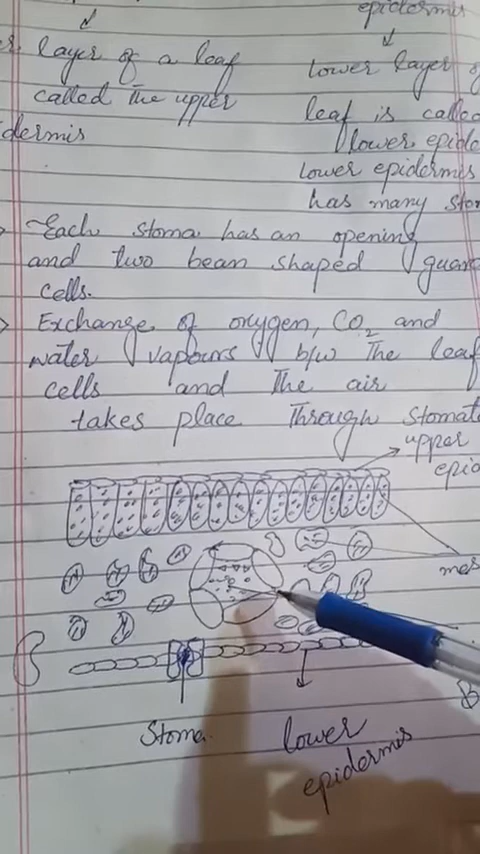 epidermis
layer of a leaf
called The upper
dermis
lower layer
leaf is called
lower epide
lower epidermis
has many stom
Each stoma has an opening
and two bean shaped guard
cells.
Exchange of oxygen, CO2 and
water vapours b/w The leaf
cells and The air
takes place Through Stomat
upper
epid
mes
B
Stoma
lower
epidermis